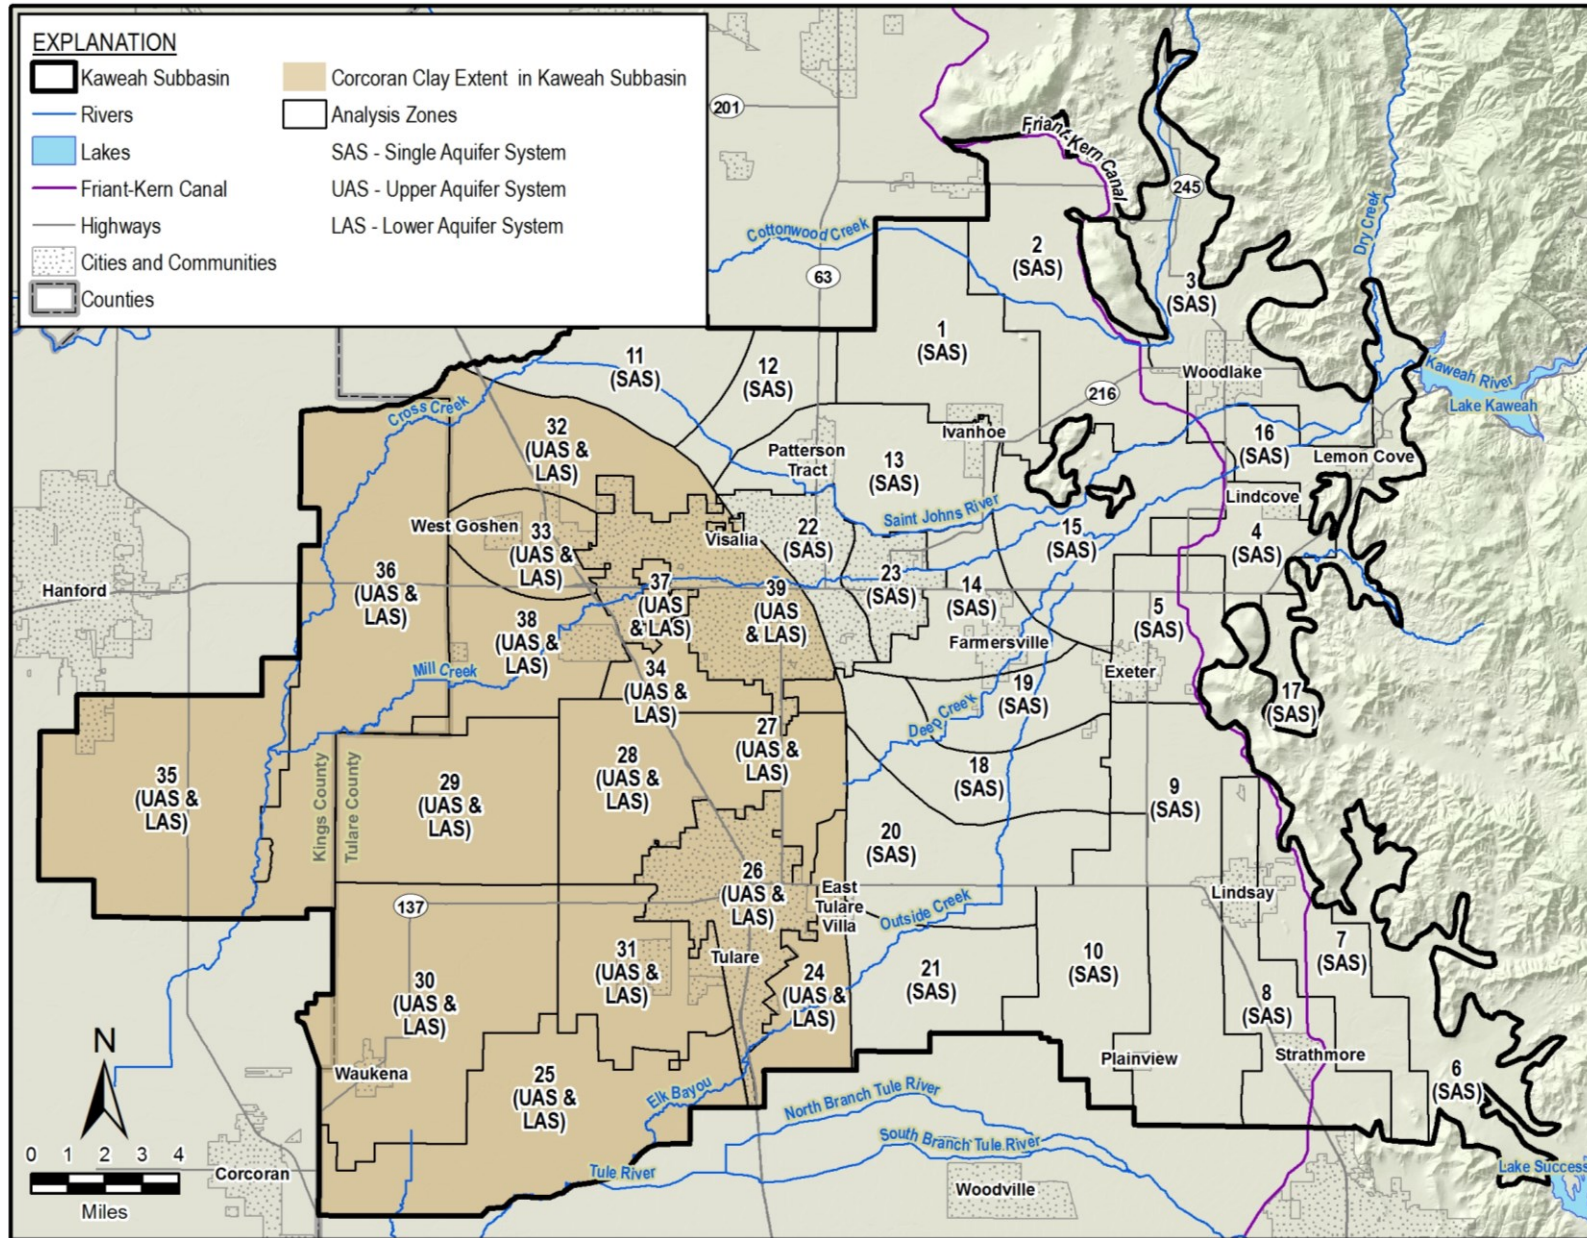 EXPLANATION
Kaweah Subbasin
Rivers
Lakes
Friant-Kern Canal
Highways
Cities and Communities
Counties
Corcoran Clay Extent in Kaweah Subbasin
Analysis Zones
SAS - Single Aquifer System
UAS - Upper Aquifer System
LAS - Lower Aquifer System
201
Friant-Kern Canal
245
Dry Creek
Cottonwood Creek
63
2
(SAS)
3
(SAS)
1
(SAS)
11
(SAS)
12
(SAS)
Woodlake
Kaweah River
Lake Kaweah
216
Cross Creek
32
(UAS &
LAS)
Patterson
Tract
Ivanhoe
13
(SAS)
16
(SAS)
Lemon Cove
Lindcove
West Goshen
33
(UAS &
LAS)
Visalia
22
(SAS)
Saint Johns River
15
(SAS)
4
(SAS)
Hanford
36
(UAS &
LAS)
37
(UAS
& LAS)
39
(UAS
& LAS)
23
(SAS)
14
(SAS)
Farmersville
5
(SAS)
38
(UAS &
LAS)
Mill Creek
34
(UAS &
LAS)
Exeter
19
(SAS)
17
(SAS)
Deep Creek
27
(UAS &
LAS)
28
(UAS &
LAS)
35
(UAS &
LAS)
Kings County
Tulare County
29
(UAS &
LAS)
18
(SAS)
9
(SAS)
20
(SAS)
26
(UAS &
LAS)
East
Tulare
Villa
Lindsay
137
Outside Creek
Tulare
31
(UAS &
LAS)
24
(UAS &
LAS)
21
(SAS)
10
(SAS)
7
(SAS)
30
(UAS &
LAS)
8
(SAS)
N
Waukena
Plainview
Strathmore
6
(SAS)
25
(UAS &
LAS)
Elk Bayou
North Branch Tule River
South Branch Tule River
0 1 2 3 4
Miles
Corcoran
Tule River
Woodville
Lake Success